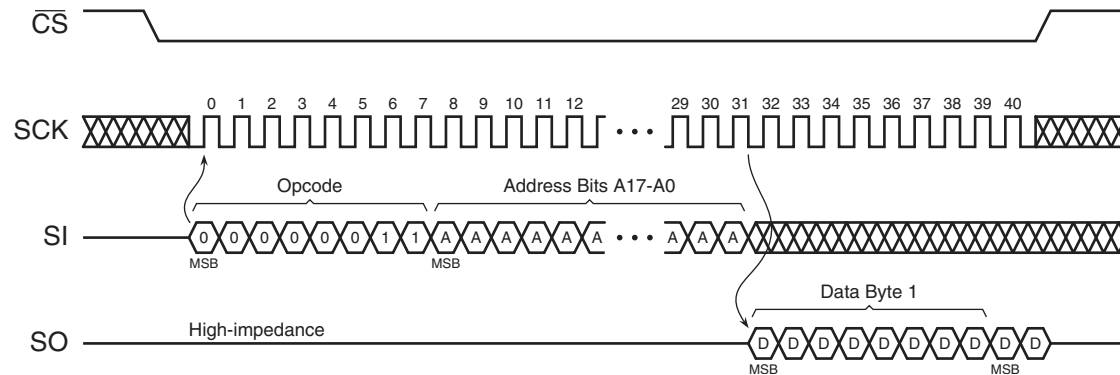 CS
0 1 2 3 4 5 6 7 8 9 10 11 12 29 30 31 32 33 34 35 36 37 38 39 40
SCK
Opcode Address Bits A17-A0
SI 0 0 0 0 0 0 1 1 A A A A A A A A A
MSB MSB
Data Byte 1
High-impedance
SO D D D D D D D D D D
MSB MSB